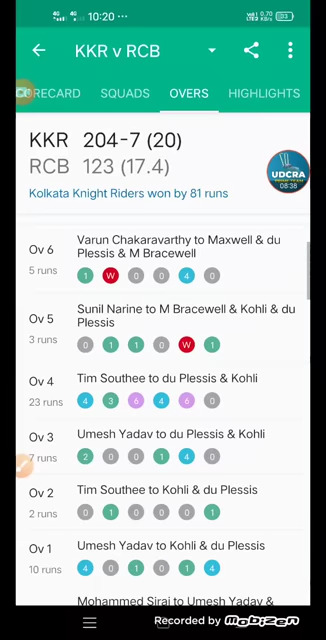 4G 4G 10:20 ...
KKR v RCB
ORECARD SQUADS OVERS HIGHLIGHTS
KKR 204-7 (20)
RCB 123 (17.4)
Kolkata Knight Riders won by 81 runs
UDCRA
08:38
Ov 6
5 runs
Varun Chakaravarthy to Maxwell & du
Plessis & M Bracewell
1 W 0 0 4 0
Ov 5
3 runs
Sunil Narine to M Bracewell & Kohli & du
Plessis
0 1 1 0 W 1
Ov 4
23 runs
Tim Southee to du Plessis & Kohli
4 3 6 4 6 0
Ov 3
7 runs
Umesh Yadav to du Plessis & Kohli
2 0 0 1 4 0
Ov 2
2 runs
Tim Southee to Kohli & du Plessis
0 1 0 0 0 1
Ov 1
10 runs
Umesh Yadav to Kohli & du Plessis
4 0 1 0 1 4
Mohammed Siraj to Umesh Yadav &
Recorded by mobizen